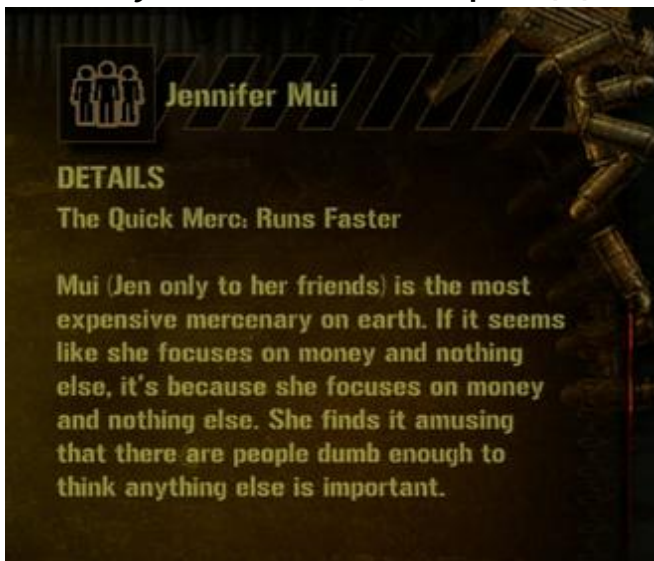 Jennifer Mui
DETAILS
The Quick Merc: Runs Faster
Mui (Jen only to her friends) is the most
expensive mercenary on earth. If it seems
like she focuses on money and nothing
else, it's because she focuses on money
and nothing else. She finds it amusing
that there are people dumb enough to
think anything else is important.